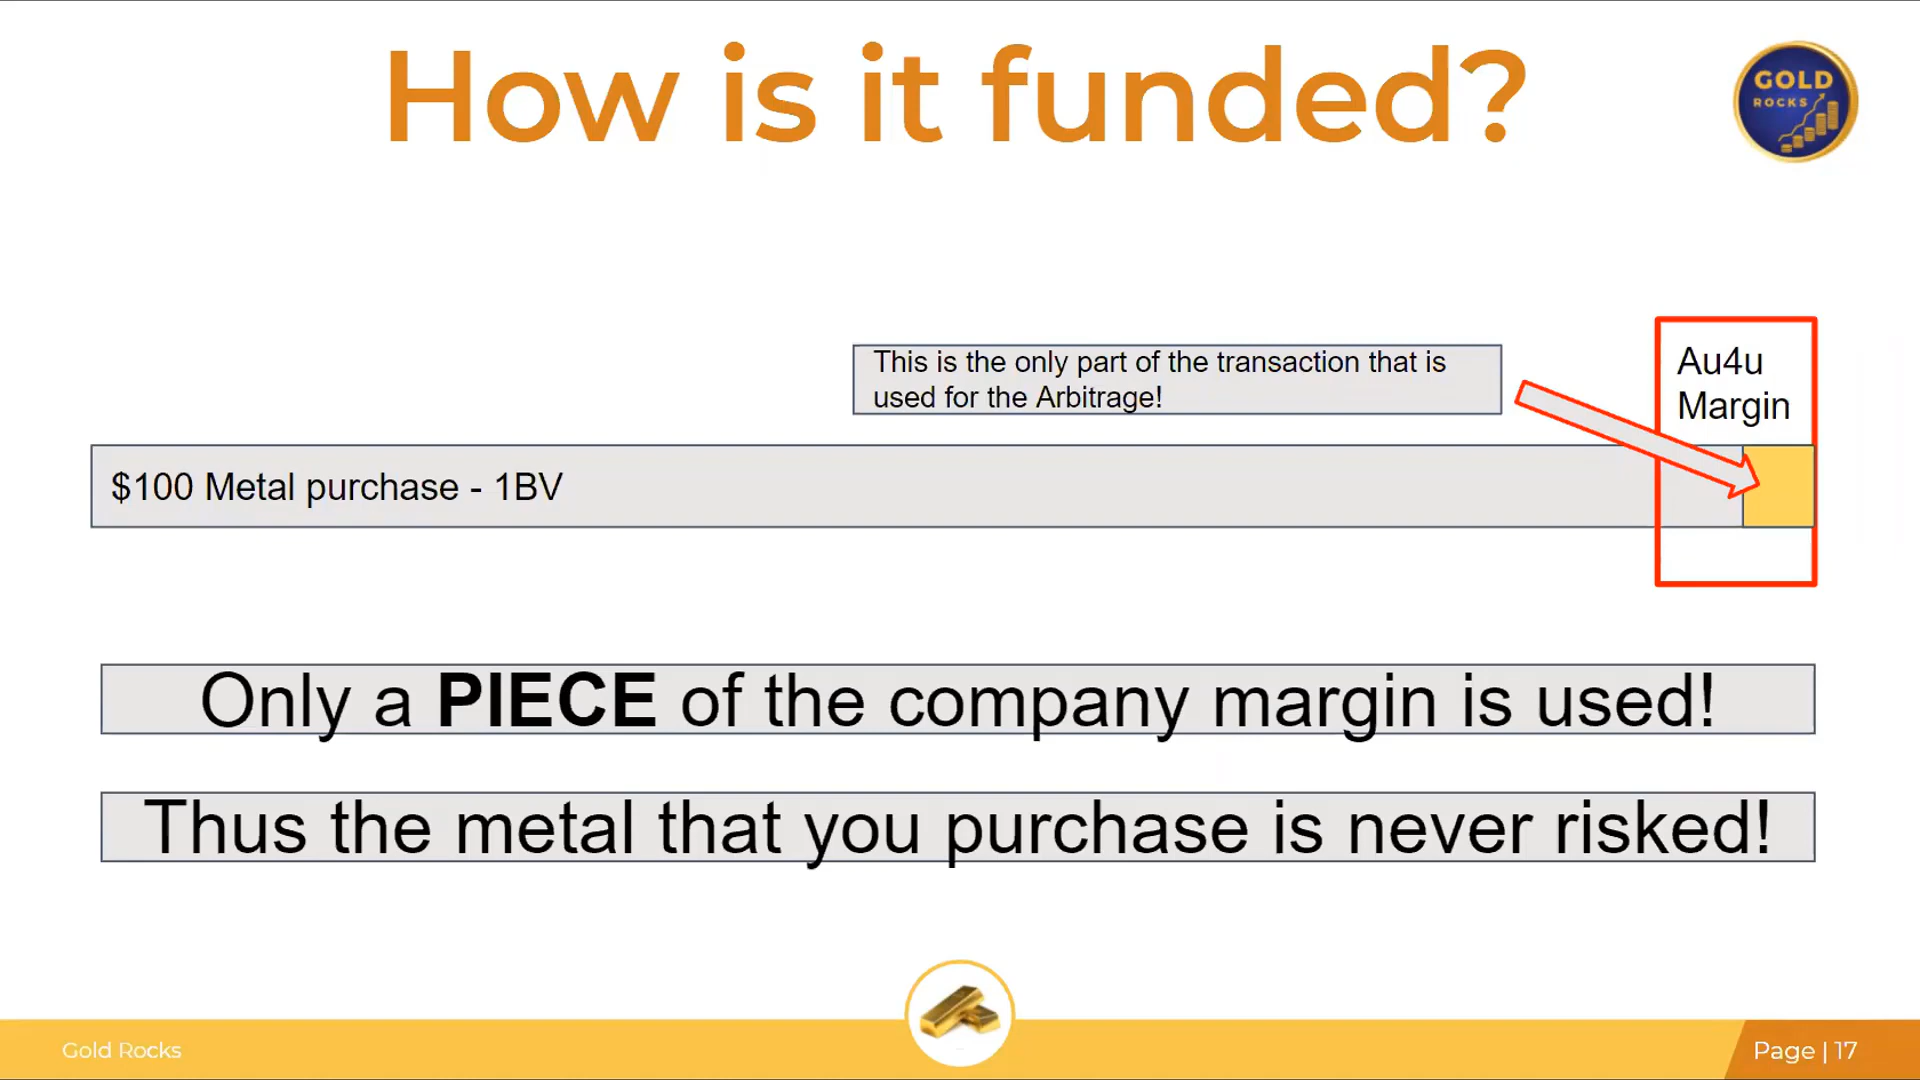 How is it funded?
GOLD
ROCKS
This is the only part of the transaction that is
used for the Arbitrage!
Au4u
Margin
$100 Metal purchase - 1BV
Only a PIECE of the company margin is used!
Thus the metal that you purchase is never risked!
Gold Rocks
Page | 17